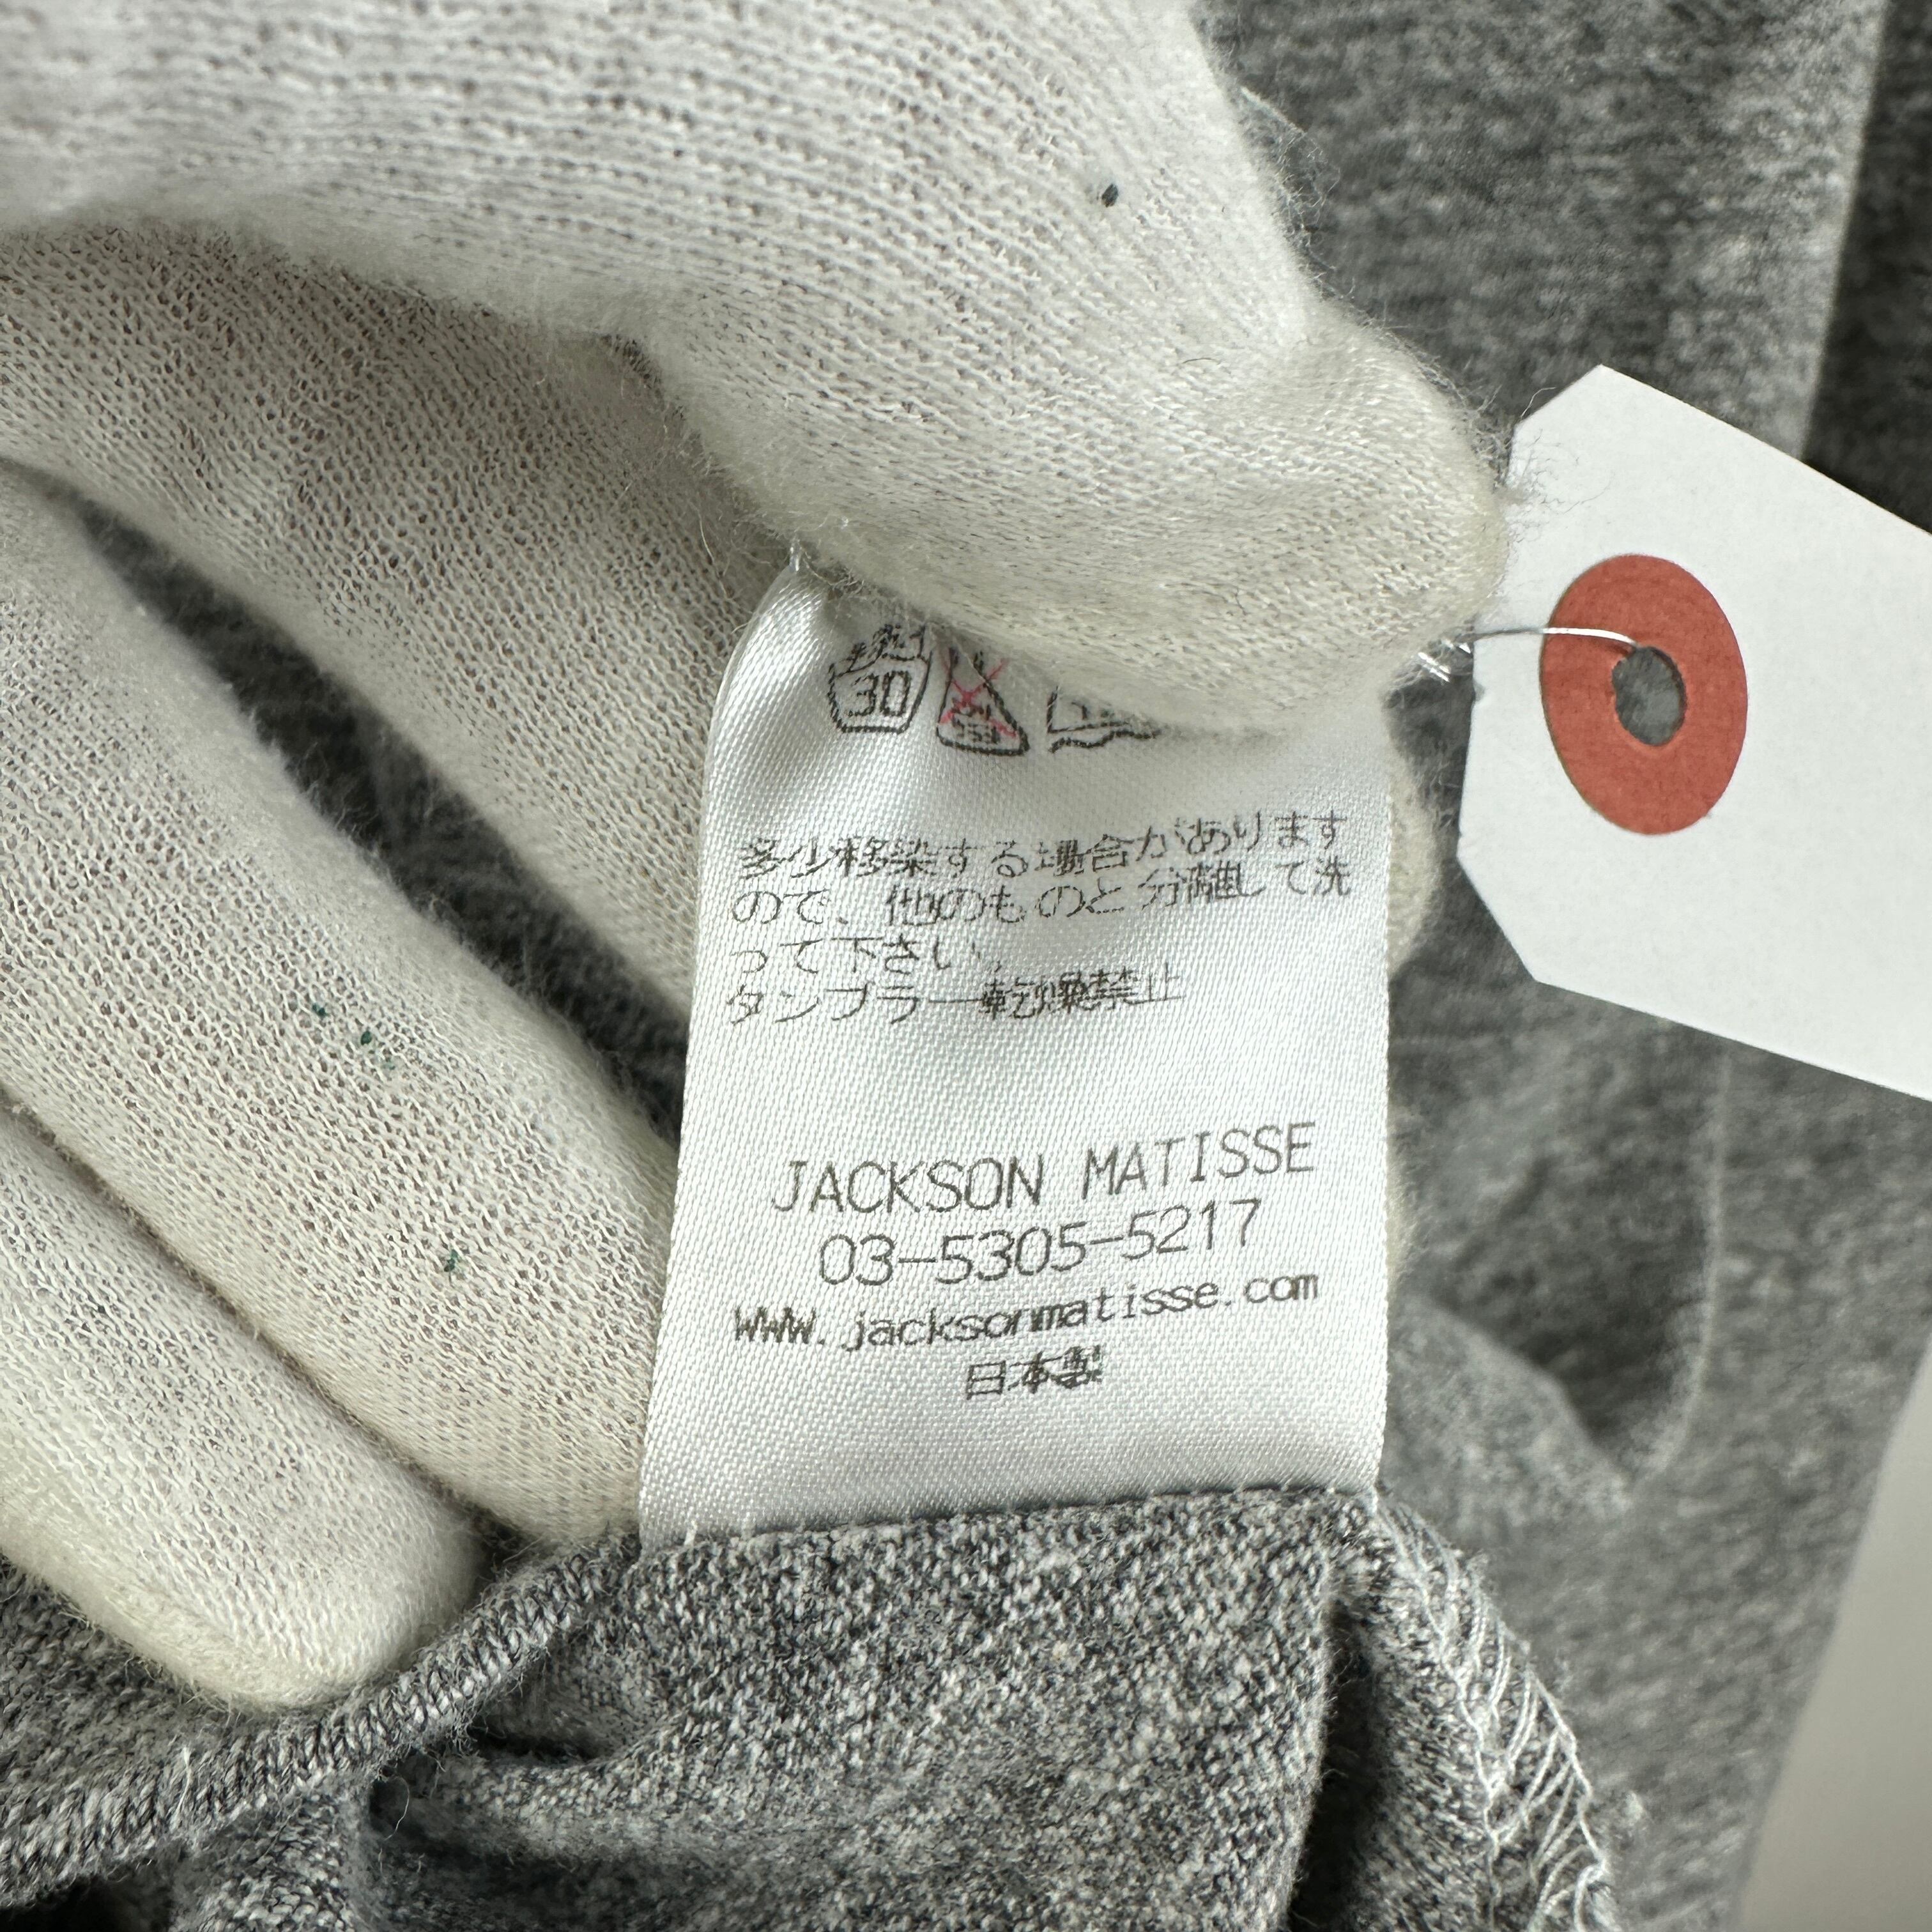 30
多少移染する場合があります
ので、他のものと分離して洗
って下さい。
タンブラー乾燥禁止
JACKSON MATISSE
03-5305-5217
www.jacksonmatisse.com
日本製